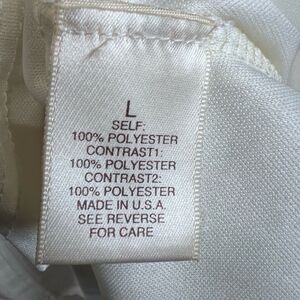 L
SELF:
100% POLYESTER
CONTRAST1:
100% POLYESTER
CONTRAST2:
100% POLYESTER
MADE IN U.S.A.
SEE REVERSE
FOR CARE